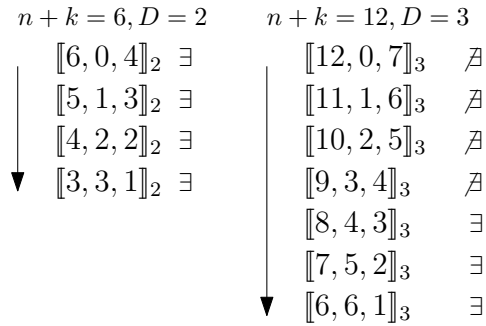 n + k = 6, D = 2
⟦6, 0, 4⟧₂ ∃
⟦5, 1, 3⟧₂ ∃
⟦4, 2, 2⟧₂ ∃
⟦3, 3, 1⟧₂ ∃
n + k = 12, D = 3
⟦12, 0, 7⟧₃ ∄
⟦11, 1, 6⟧₃ ∄
⟦10, 2, 5⟧₃ ∄
⟦9, 3, 4⟧₃ ∄
⟦8, 4, 3⟧₃ ∃
⟦7, 5, 2⟧₃ ∃
⟦6, 6, 1⟧₃ ∃